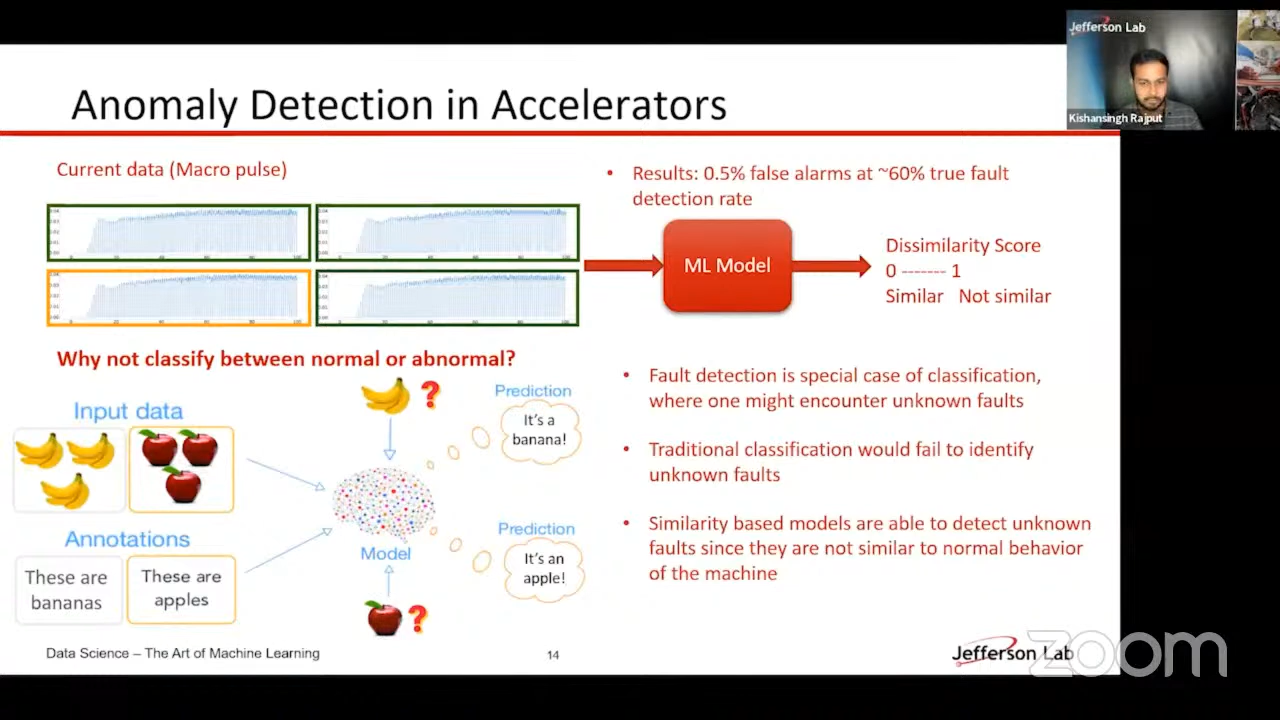 Jefferson Lab
Kishansingh Rajput
Anomaly Detection in Accelerators
Current data (Macro pulse)
• Results: 0.5% false alarms at ~60% true fault
detection rate
ML Model
Dissimilarity Score
0 ------- 1
Similar Not similar
Why not classify between normal or abnormal?
Input data
?
Prediction
It's a
banana!
Annotations
These are
bananas
These are
apples
Model
Prediction
It's an
apple!
?
• Fault detection is special case of classification,
where one might encounter unknown faults
• Traditional classification would fail to identify
unknown faults
• Similarity based models are able to detect unknown
faults since they are not similar to normal behavior
of the machine
Data Science – The Art of Machine Learning
14
Jefferson Lab
zoom